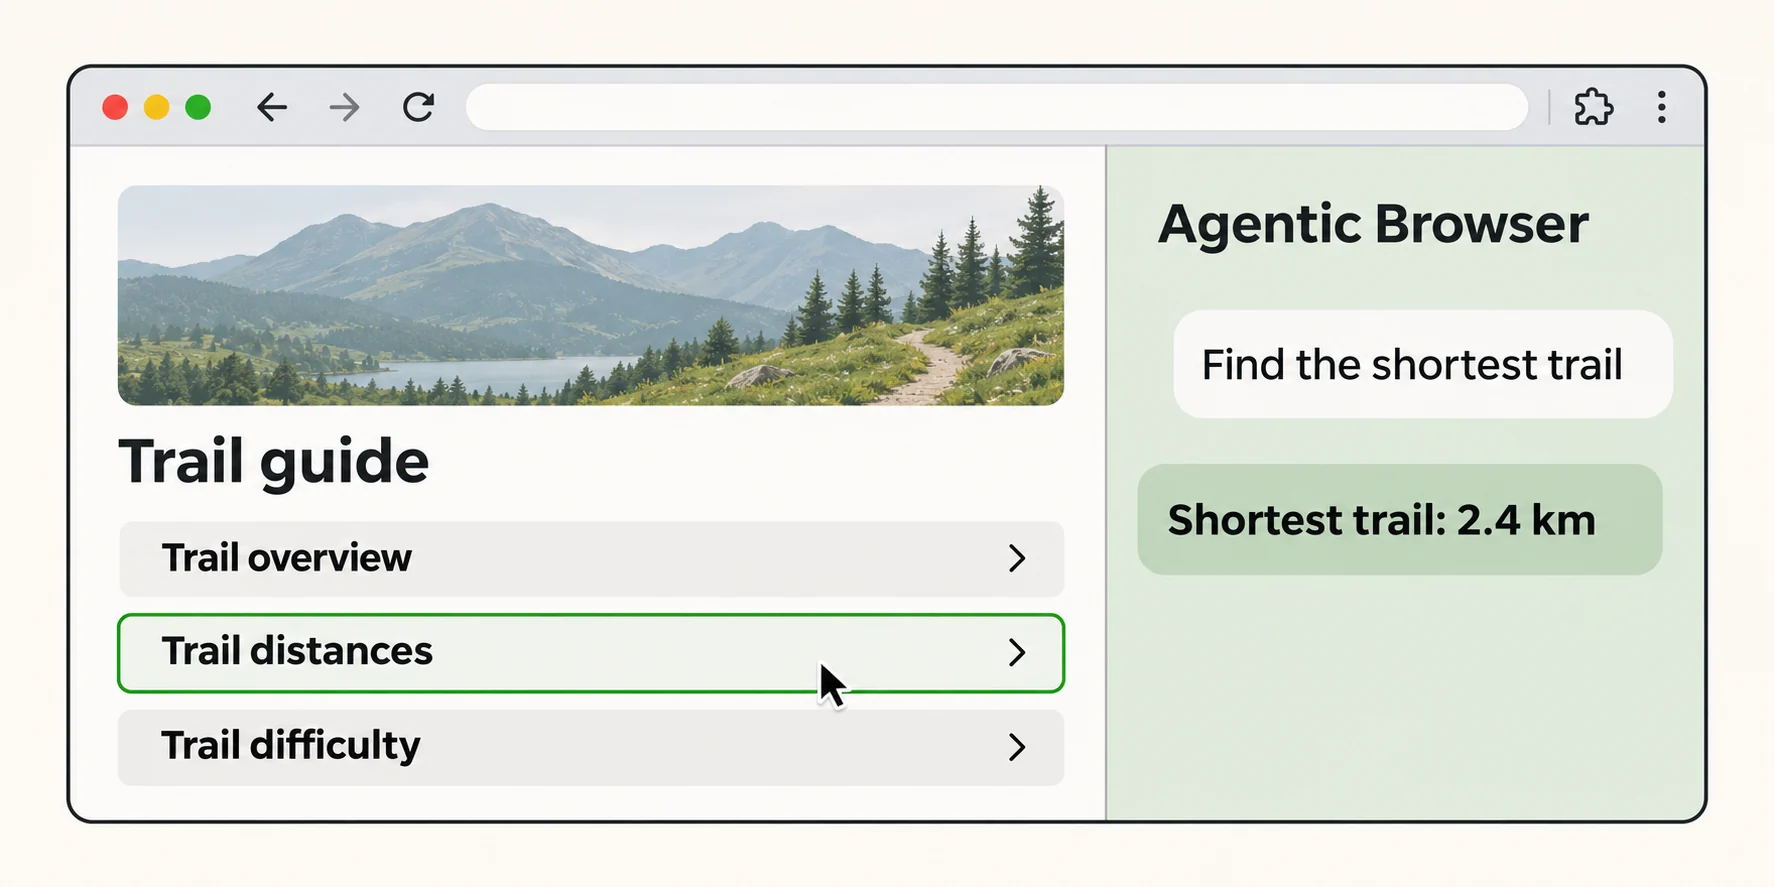 Trail guide
Trail overview
Trail distances
Trail difficulty
Agentic Browser
Find the shortest trail
Shortest trail: 2.4 km